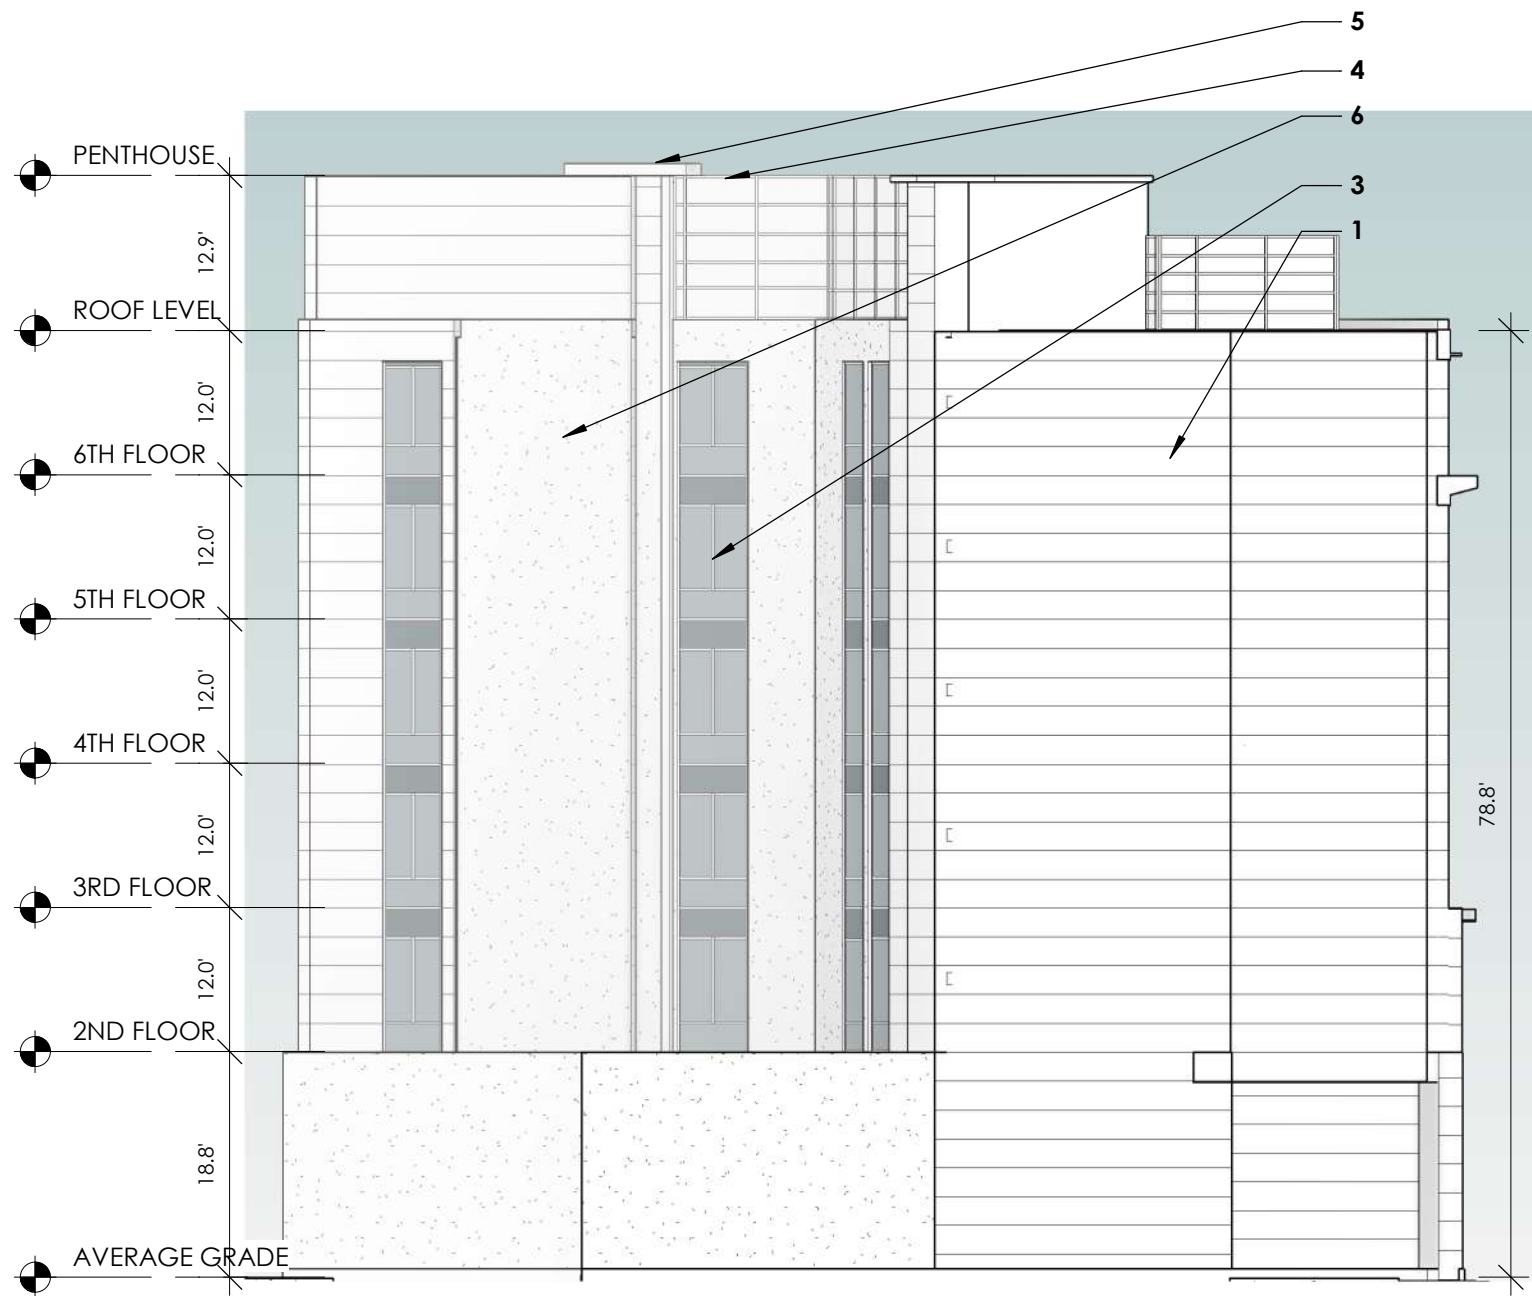 5
4
6
3
1
PENTHOUSE
12.9'
ROOF LEVEL
12.0'
6TH FLOOR
12.0'
5TH FLOOR
12.0'
4TH FLOOR
12.0'
3RD FLOOR
12.0'
2ND FLOOR
18.8'
AVERAGE GRADE
78.8'